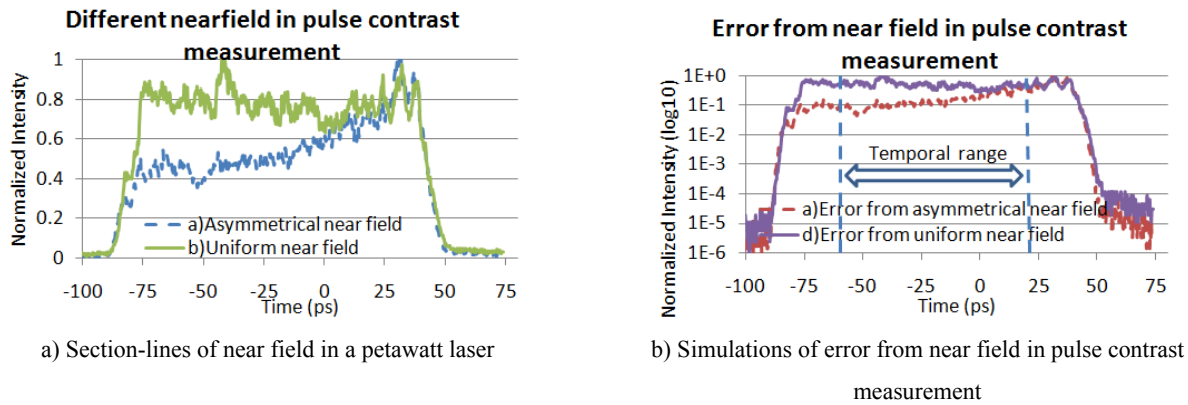 Different nearfield in pulse contrast
measurement
Normalized Intensity
1
0.8
0.6
0.4
0.2
0
a)Asymmetrical near field
b)Uniform near field
-100 -75 -50 -25 0 25 50 75
Time (ps)
a) Section-lines of near field in a petawatt laser
Error from near field in pulse contrast
measurement
Normalized Intensity (log10)
1E+0
1E-1
1E-2
1E-3
1E-4
1E-5
1E-6
Temporal range
a)Error from asymmetrical near field
d)Error from uniform near field
-100 -75 -50 -25 0 25 50 75
Time (ps)
b) Simulations of error from near field in pulse contrast
measurement